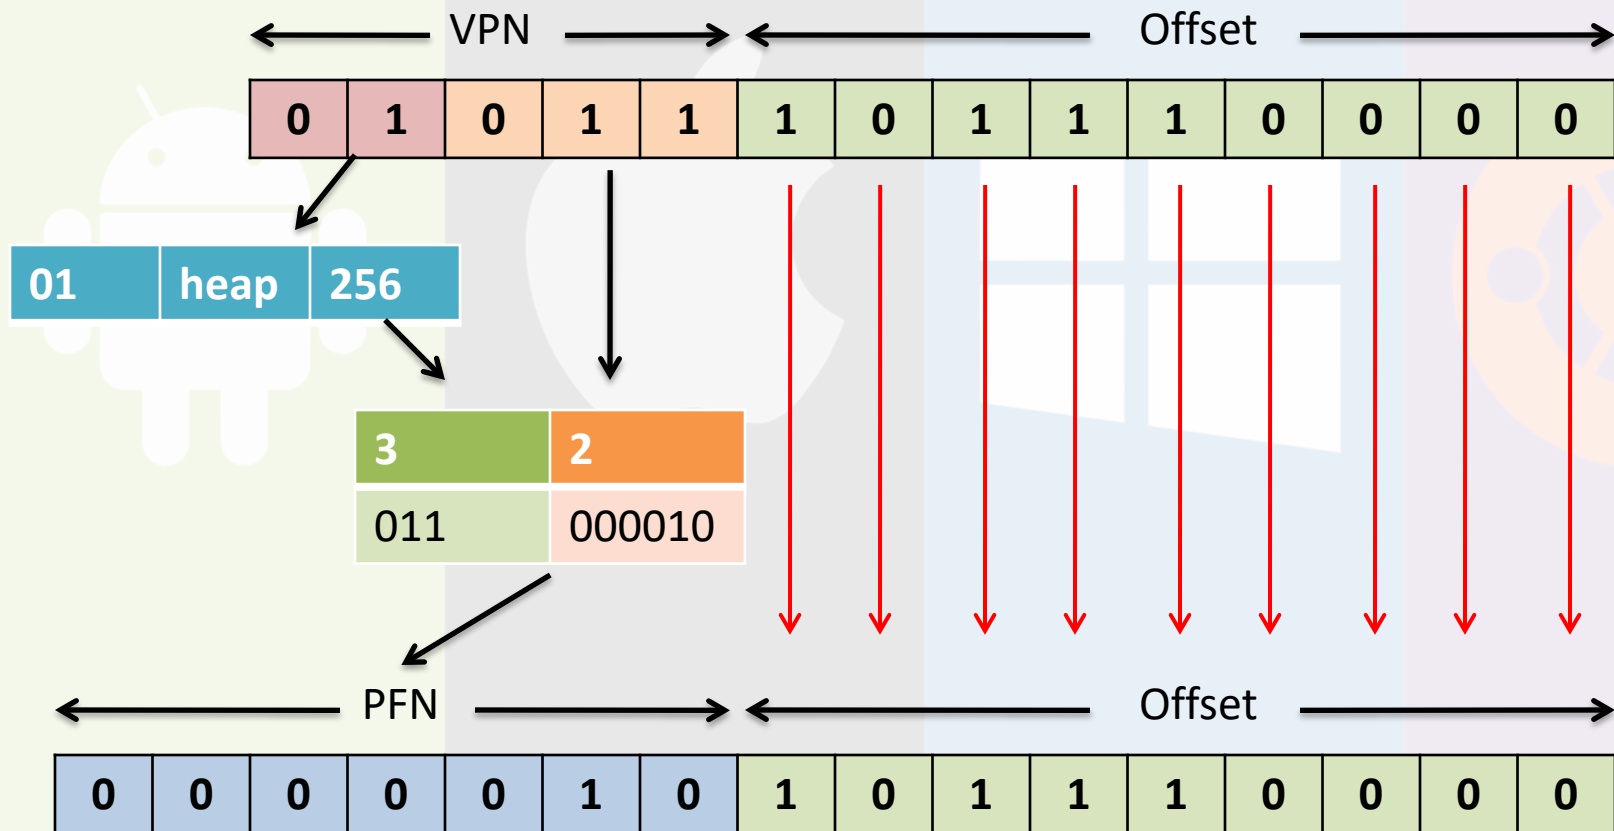 VPN Offset
0 1 0 1 1 1 0 1 1 1 0 0 0 0
01 heap 256
3 2
011 000010
PFN Offset
0 0 0 0 0 1 0 1 0 1 1 1 0 0 0 0